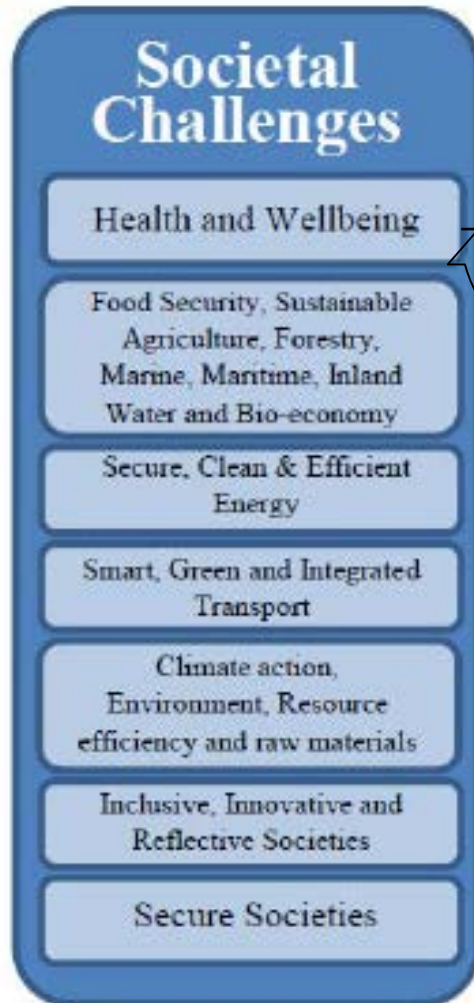 Societal
Challenges
Health and Wellbeing
Food Security, Sustainable
Agriculture, Forestry,
Marine, Maritime, Inland
Water and Bio-economy
Secure, Clean & Efficient
Energy
Smart, Green and Integrated
Transport
Climate action,
Environment, Resource
efficiency and raw materials
Inclusive, Innovative and
Reflective Societies
Secure Societies